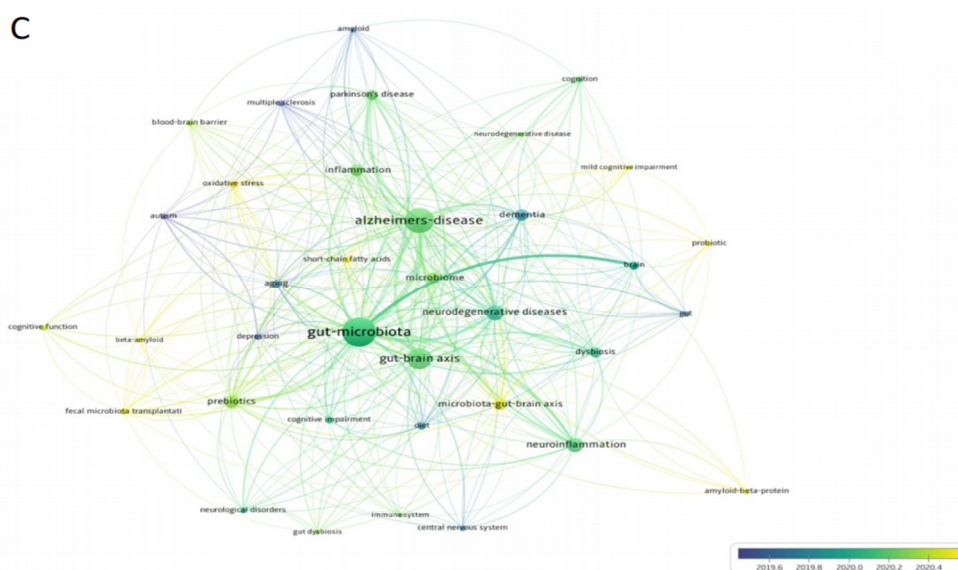 C
amyloid
cognition
parkinson's disease
multiple sclerosis
blood-brain barrier
neurodegenerative disease
mild cognitive impairment
inflammation
oxidative stress
autism
alzheimers-disease
dementia
probiotic
short-chain fatty acids
brain
microbiome
aging
neurodegenerative diseases
gut
cognitive function
gut-microbiota
depression
beta-amyloid
dysbiosis
gut-brain axis
prebiotics
microbiota-gut-brain axis
fecal microbiota transplantati
cognitive impairment
diet
neuroinflammation
amyloid-beta-protein
neurological disorders
immune system
central nervous system
gut dysbiosis
2019.6 2019.8 2020.0 2020.2 2020.4